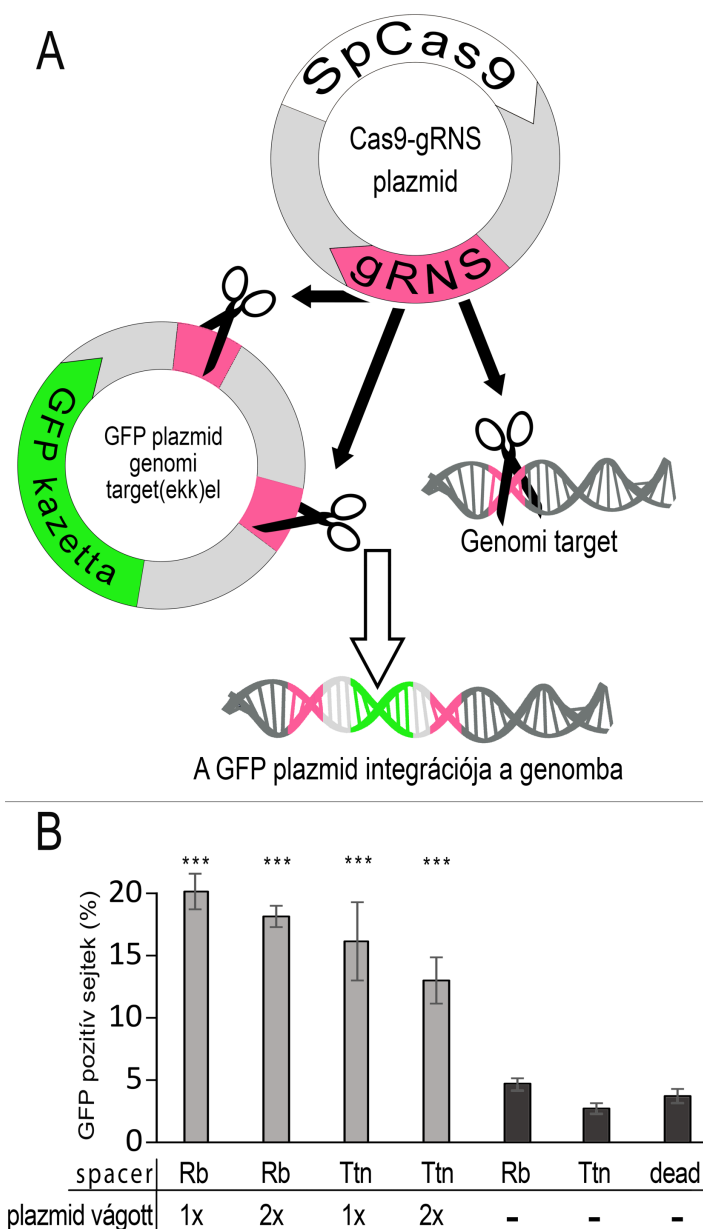 A
SpCas9
Cas9-gRNS
plazmid
gRNS
GFP kazetta
GFP plazmid
genomi
target(ekk)el
Genomi target
A GFP plazmid integrációja a genomba
B
*** *** *** ***
GFP pozitív sejtek (%)
20
15
10
5
0
spacer Rb Rb Ttn Ttn Rb Ttn dead
plazmid vágott 1x 2x 1x 2x - - -